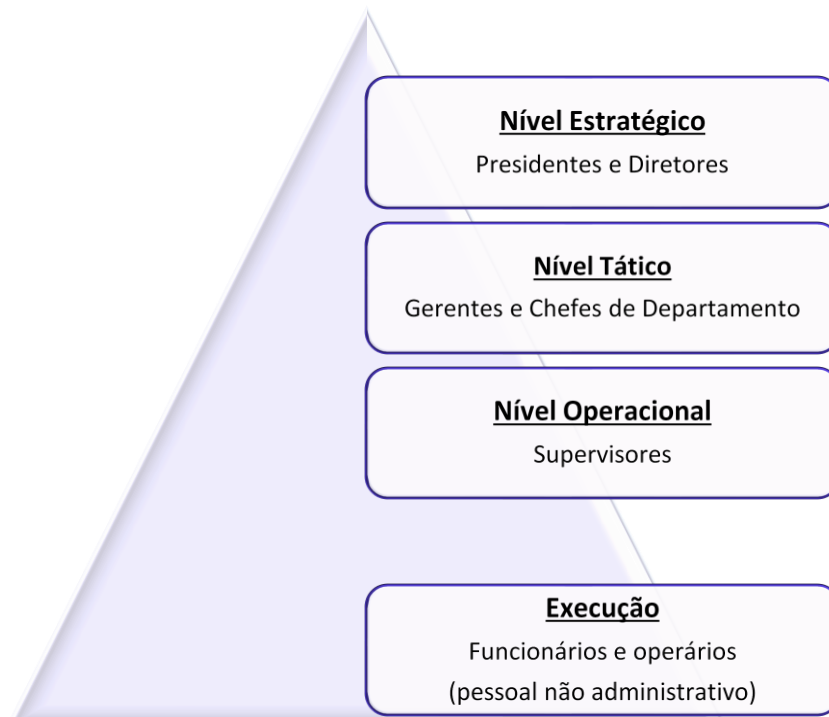 Nível Estratégico
Presidentes e Diretores
Nível Tático
Gerentes e Chefes de Departamento
Nível Operacional
Supervisores
Execução
Funcionários e operários
(pessoal não administrativo)